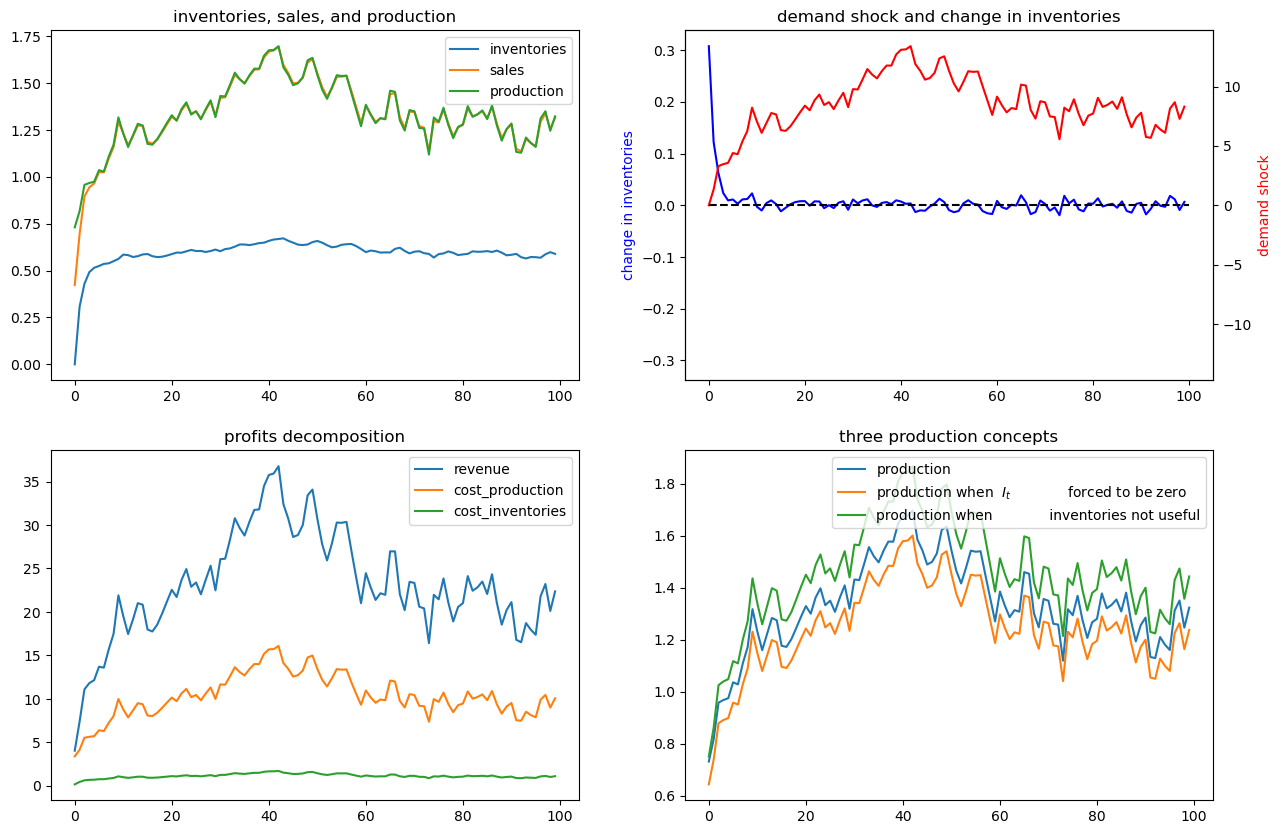 inventories, sales, and production
1.75
1.50
1.25
1.00
0.75
0.50
0.25
0.00
0 20 40 60 80 100
inventories
sales
production
demand shock and change in inventories
change in inventories
0.3
0.2
0.1
0.0
−0.1
−0.2
−0.3
0 20 40 60 80 100
10
5
0
−5
−10
demand shock
profits decomposition
35
30
25
20
15
10
5
0
0 20 40 60 80 100
revenue
cost_production
cost_inventories
three production concepts
1.8
1.6
1.4
1.2
1.0
0.8
0.6
0 20 40 60 80 100
production
production when I_t forced to be zero
production when inventories not useful